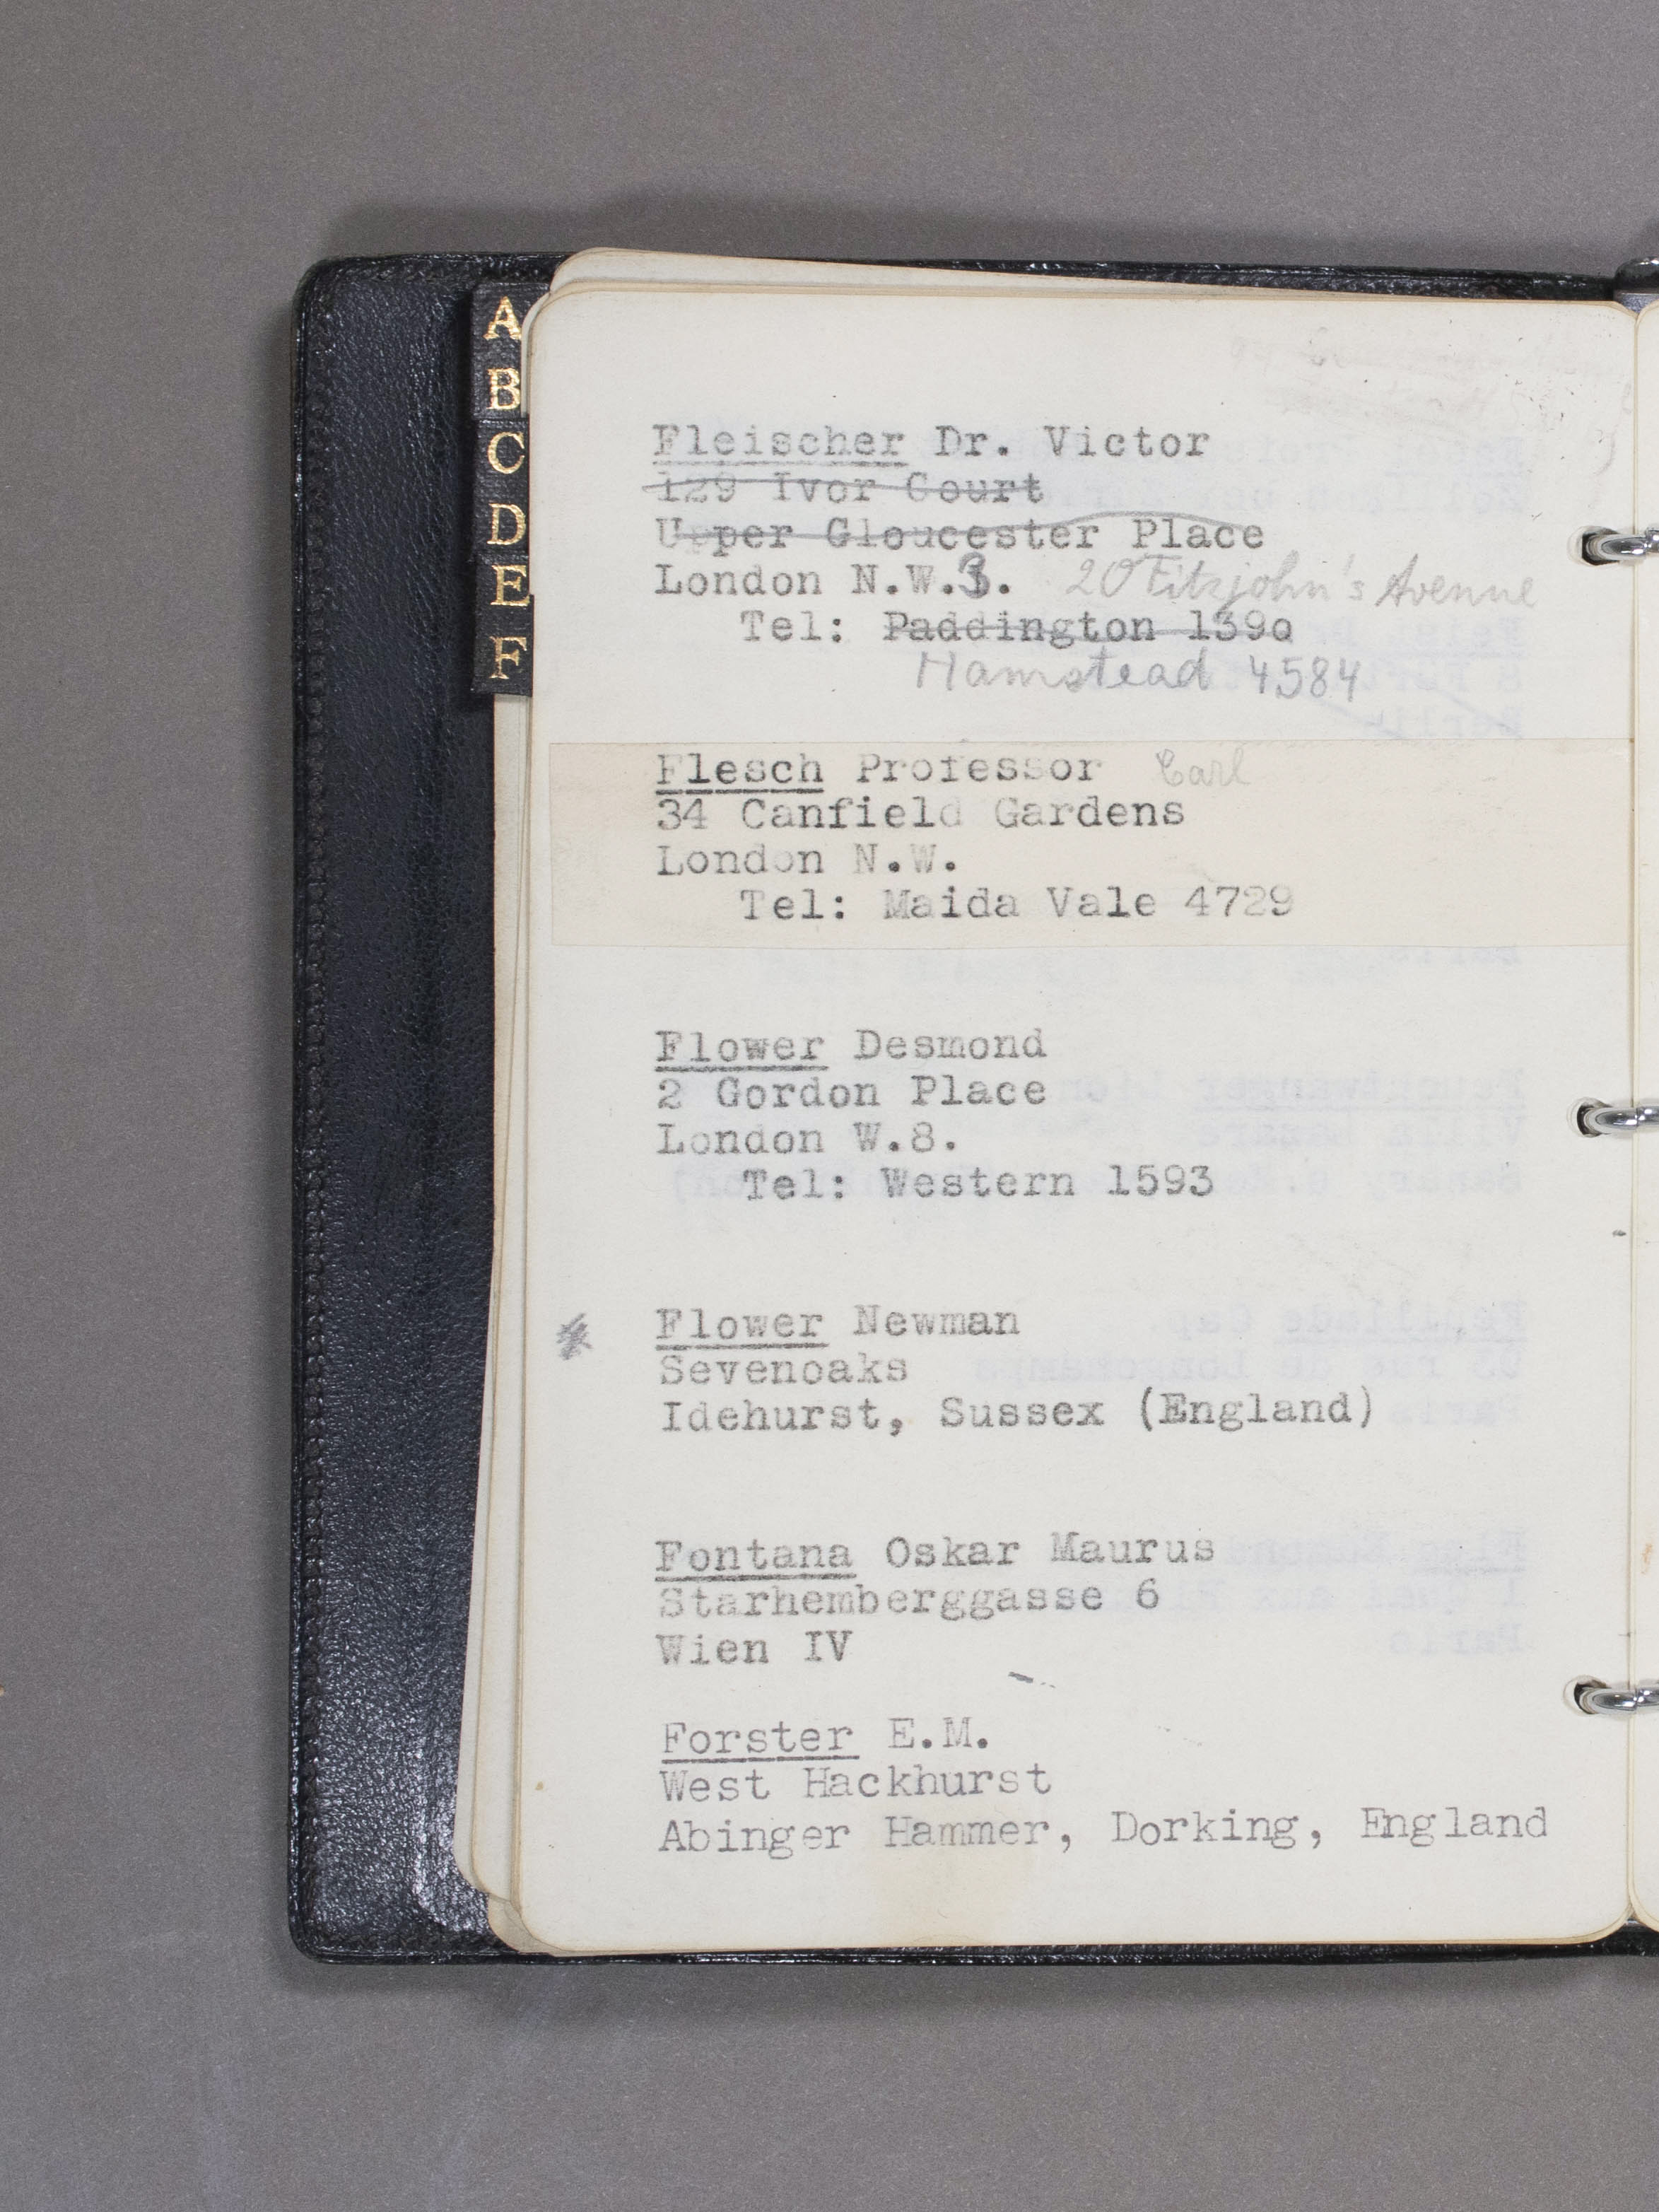 A
B
C
D
E
F
Fleischer Dr. Victor
129 Ivor Court
Upper Gloucester Place
London N.W.3. 20 Fitzjohn's Avenue
Tel: Paddington 139o
Hamstead 4584
Flesch Professor Carl
34 Canfield Gardens
London N.W.
Tel: Maida Vale 4729
Flower Desmond
2 Gordon Place
London W.8.
Tel: Western 1593
Flower Newman
Sevenoaks
Idehurst, Sussex (England)
Fontana Oskar Maurus
Starhemberggasse 6
Wien IV
Forster E.M.
West Hackhurst
Abinger Hammer, Dorking, England